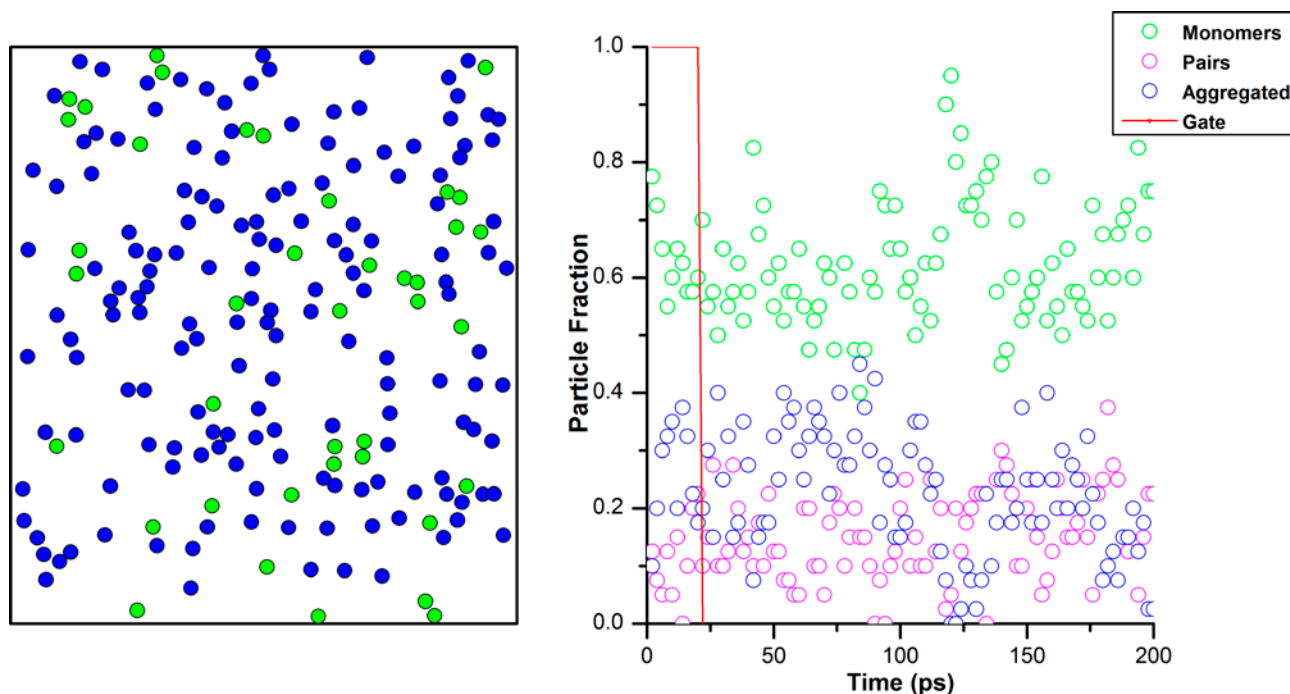 Monomers
Pairs
Aggregated
Gate
1.0
0.8
0.6
0.4
0.2
0.0
Particle Fraction
0 50 100 150 200
Time (ps)